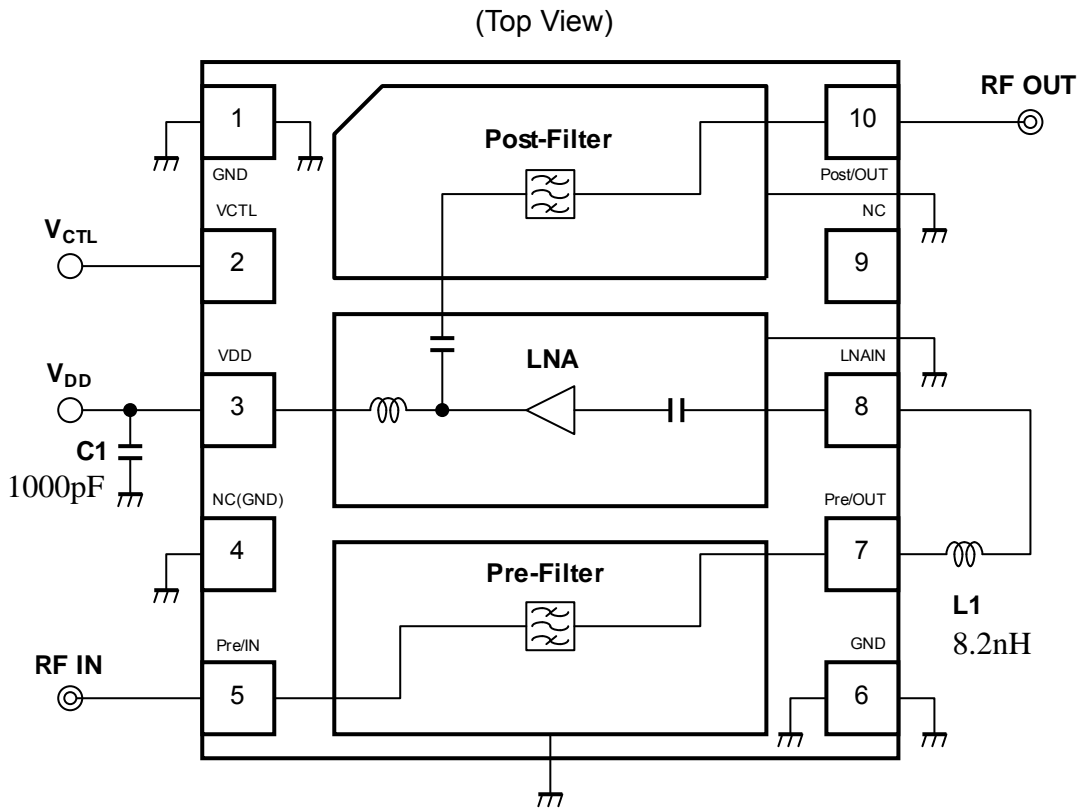 (Top View)
RF OUT
1
10
Post-Filter
GND
Post/OUT
VCTL
NC
VCTL
2
9
VDD
LNAIN
LNA
VDD
3
8
C1
1000pF
NC(GND)
Pre/OUT
4
7
Pre-Filter
L1
8.2nH
Pre/IN
GND
RF IN
5
6